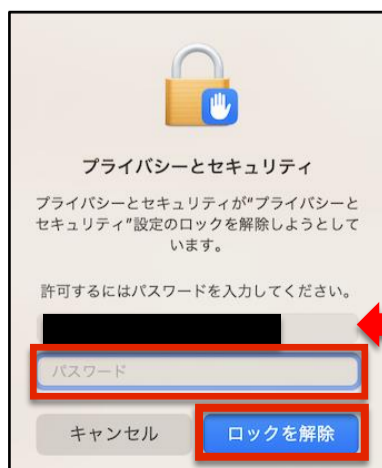 プライバシーとセキュリティ
プライバシーとセキュリティが"プライバシーと
セキュリティ"設定のロックを解除しようとして
います。
許可するにはパスワードを入力してください。
パスワード
キャンセル
ロックを解除